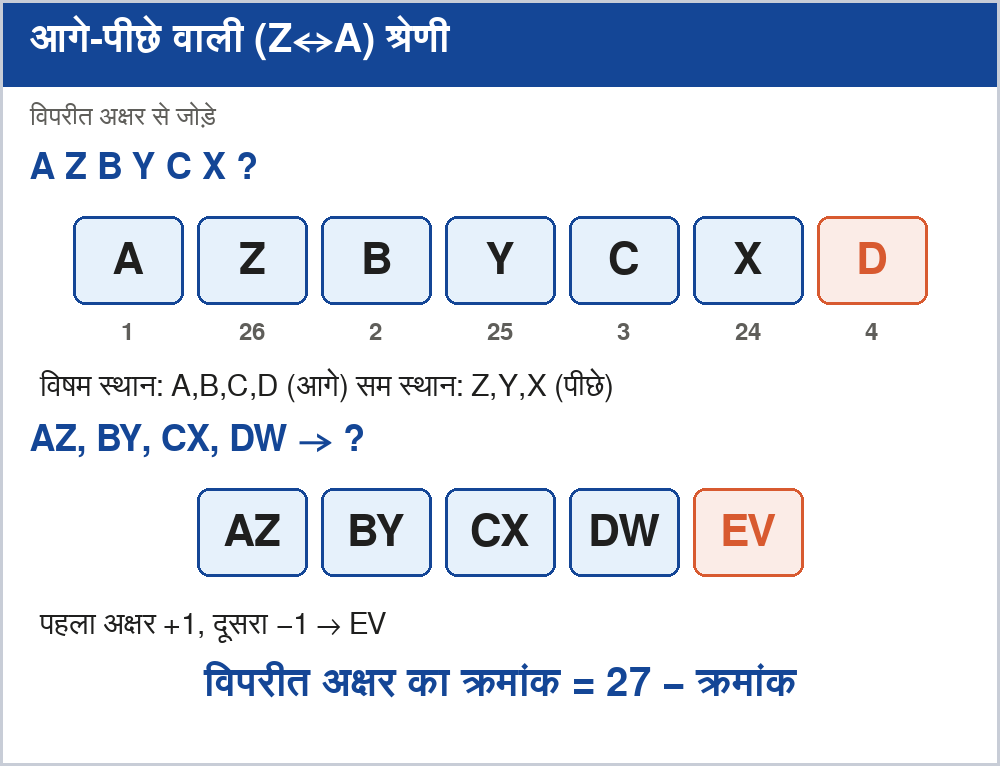 आगे-पीछे वाली (Z↔A) श्रेणी
विपरीत अक्षर से जोड़े
A Z B Y C X ?
A Z B Y C X D
1 26 2 25 3 24 4
विषम स्थान: A,B,C,D (आगे) सम स्थान: Z,Y,X (पीछे)
AZ, BY, CX, DW → ?
AZ BY CX DW EV
पहला अक्षर +1, दूसरा −1 → EV
विपरीत अक्षर का क्रमांक = 27 − क्रमांक